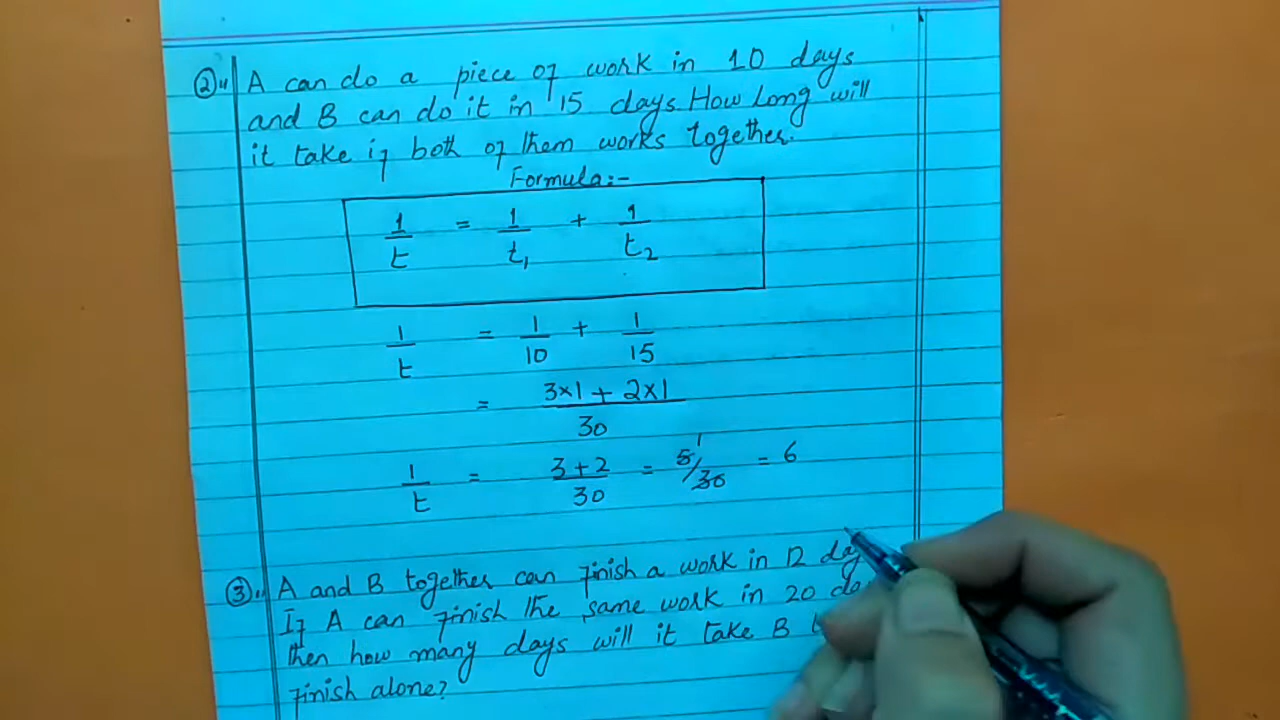 2 A can do a piece of work in 10 days
and B can do it in 15 days How Long will
it take if both of them works together.
Formula:-
1/t = 1/t₁ + 1/t₂
1/t = 1/10 + 1/15
= 3×1 + 2×1 / 30
1/t = 3+2/30 = 5/30 1 = 6
3 A and B together can finish a work in 12
If A can finish the same work in 20
then how many days will it take B
finish alone?